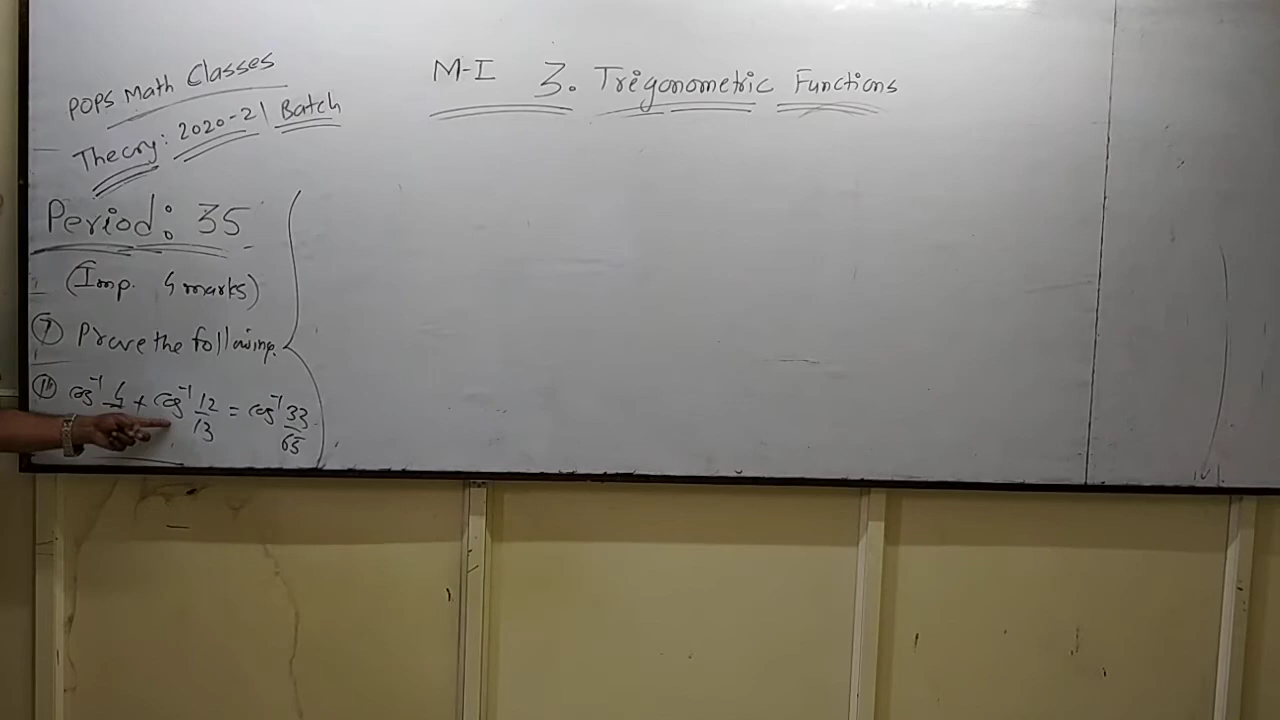 POPS Math Classes
Theory: 2020-21 Batch
M-I 3. Trigonometric Functions
Period: 35
(Imp. 4 marks)
⑦ Prove the following.
cos⁻¹ 4 + cos⁻¹ 12/13 = cos⁻¹ 33/65